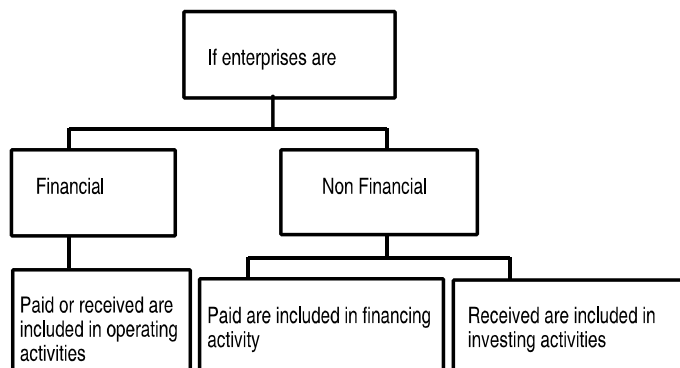 If enterprises are
Financial
Non Financial
Paid or received are
included in operating
activities
Paid are included in financing
activity
Received are included in
investing activities